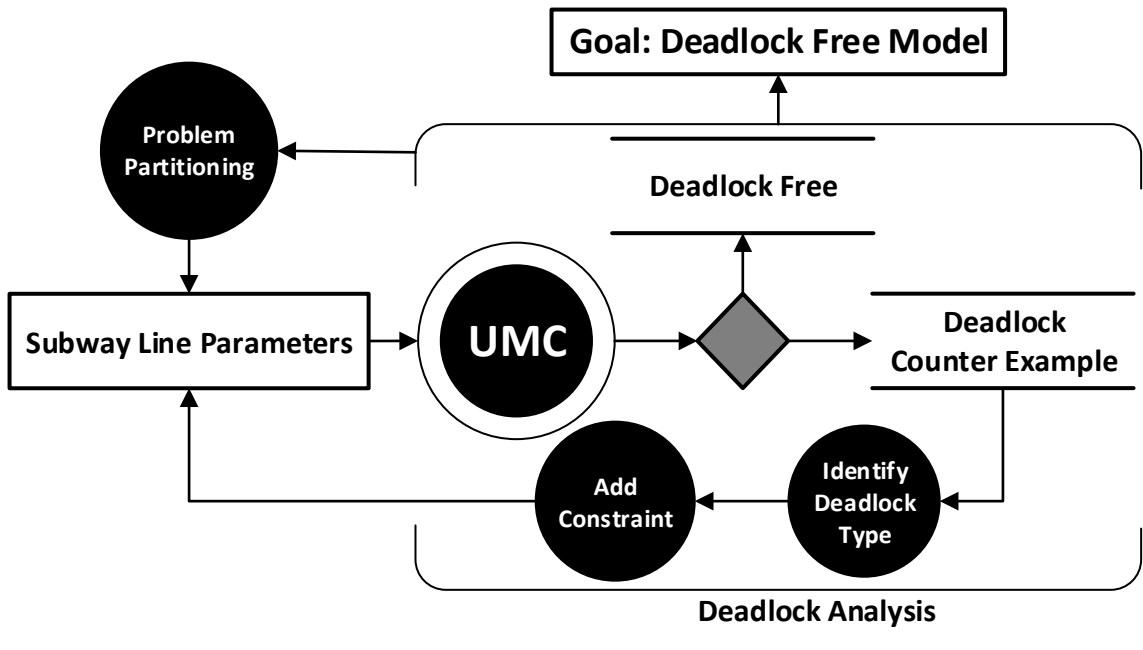 Goal: Deadlock Free Model
Problem
Partitioning
Deadlock Free
Subway Line Parameters
UMC
Deadlock
Counter Example
Add
Constraint
Identify
Deadlock
Type
Deadlock Analysis